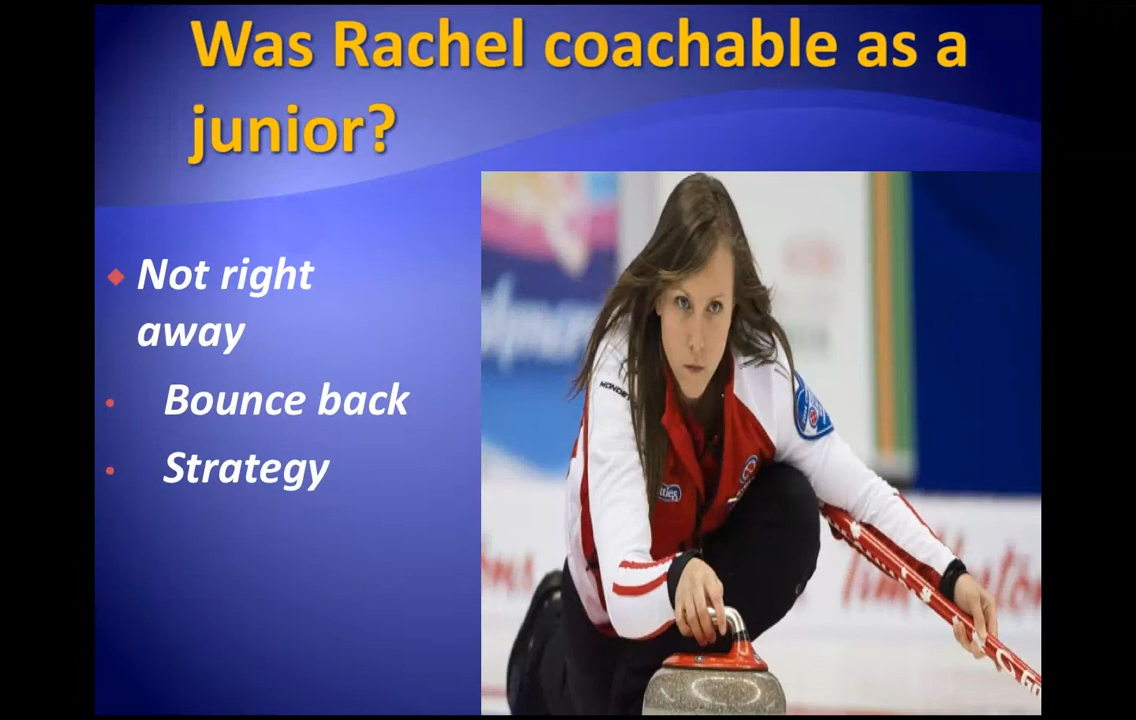 Was Rachel coachable as a
junior?
Not right
away
Bounce back
Strategy